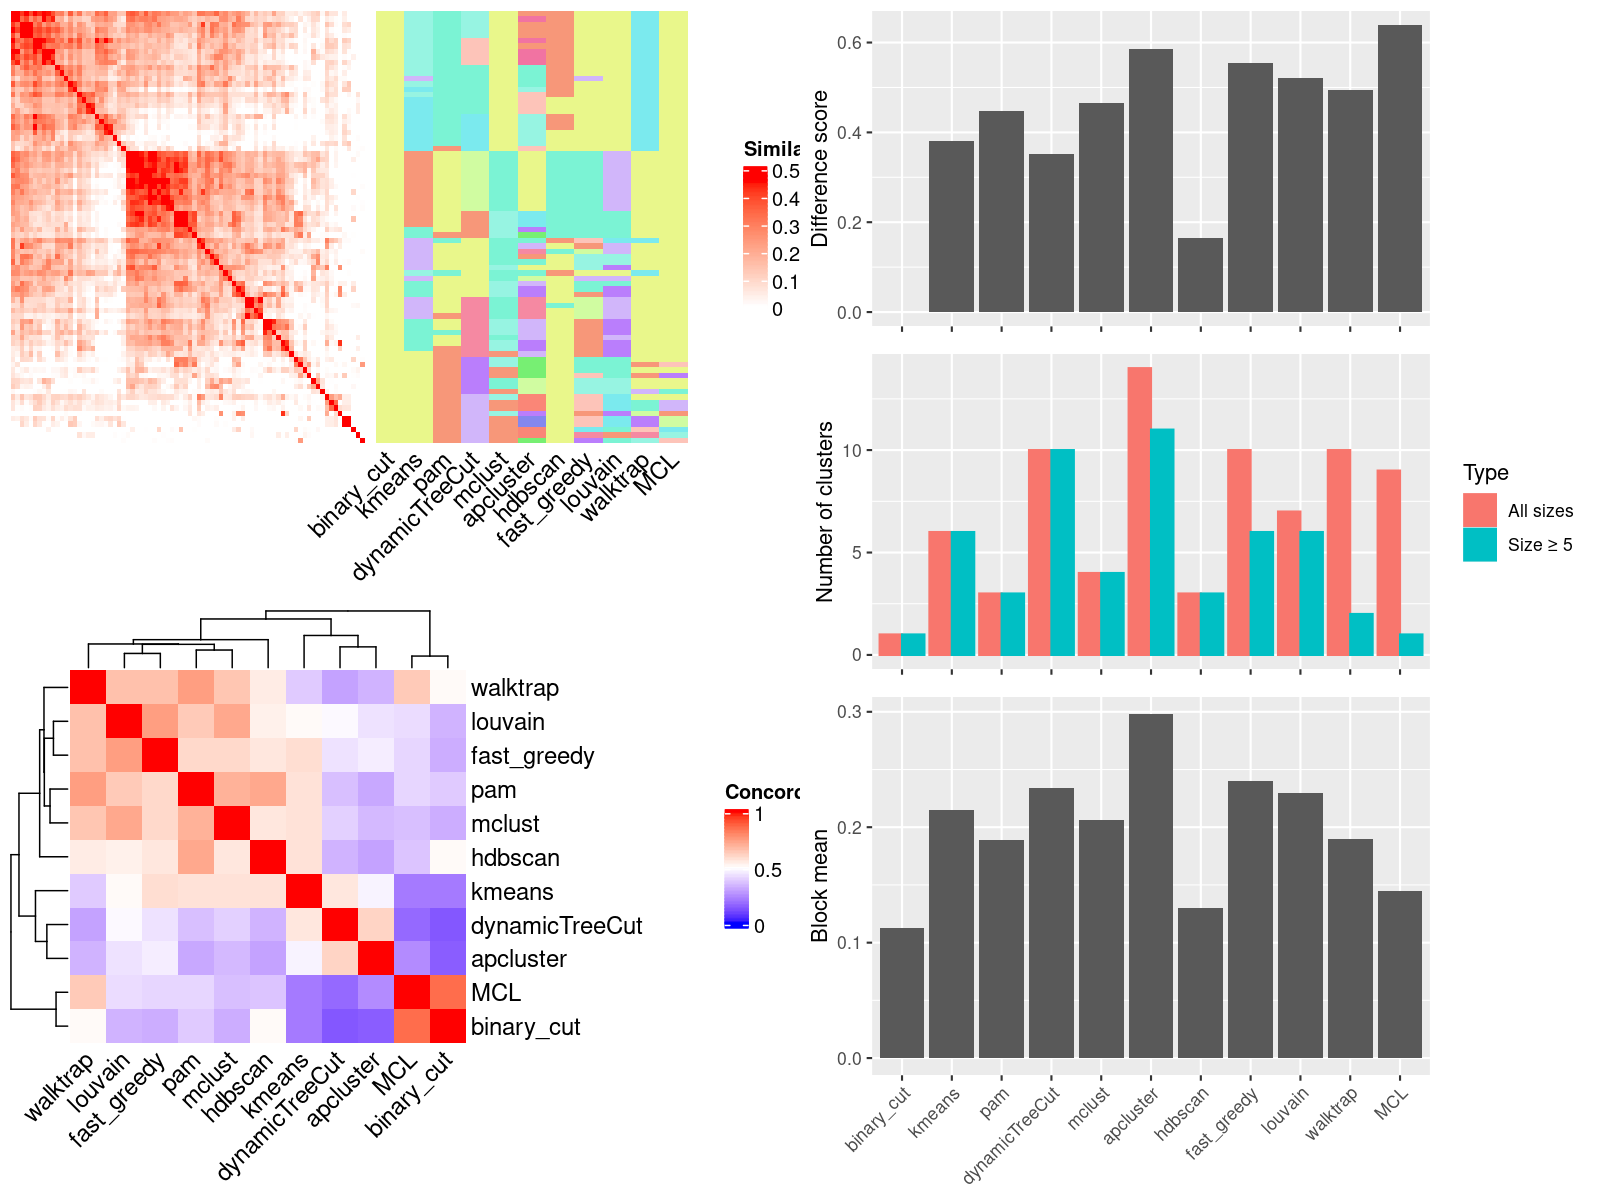 Simila
0.5
0.4
0.3
0.2
0.1
0
binary_cut
kmeans
pam
dynamicTreeCut
mclust
apcluster
hdbscan
fast_greedy
louvain
walktrap
MCL
walktrap
louvain
fast_greedy
pam
mclust
hdbscan
kmeans
dynamicTreeCut
apcluster
MCL
binary_cut
walktrap
louvain
fast_greedy
pam
mclust
hdbscan
kmeans
dynamicTreeCut
apcluster
MCL
binary_cut
Concord
1
0.5
0
Difference score
0.6
0.4
0.2
0.0
Number of clusters
10
5
0
Type
All sizes
Size ≥ 5
Block mean
0.3
0.2
0.1
0.0
binary_cut
kmeans
pam
dynamicTreeCut
mclust
apcluster
hdbscan
fast_greedy
louvain
walktrap
MCL